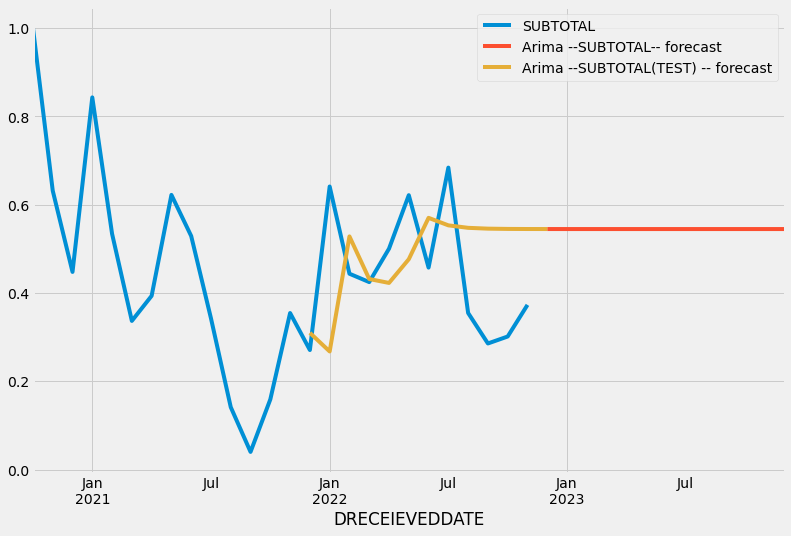 SUBTOTAL
Arima --SUBTOTAL-- forecast
Arima --SUBTOTAL(TEST) -- forecast
1.0
0.8
0.6
0.4
0.2
0.0
Jan Jul Jan Jul Jan Jul
2021 2022 2023
DRECEIEVEDDATE